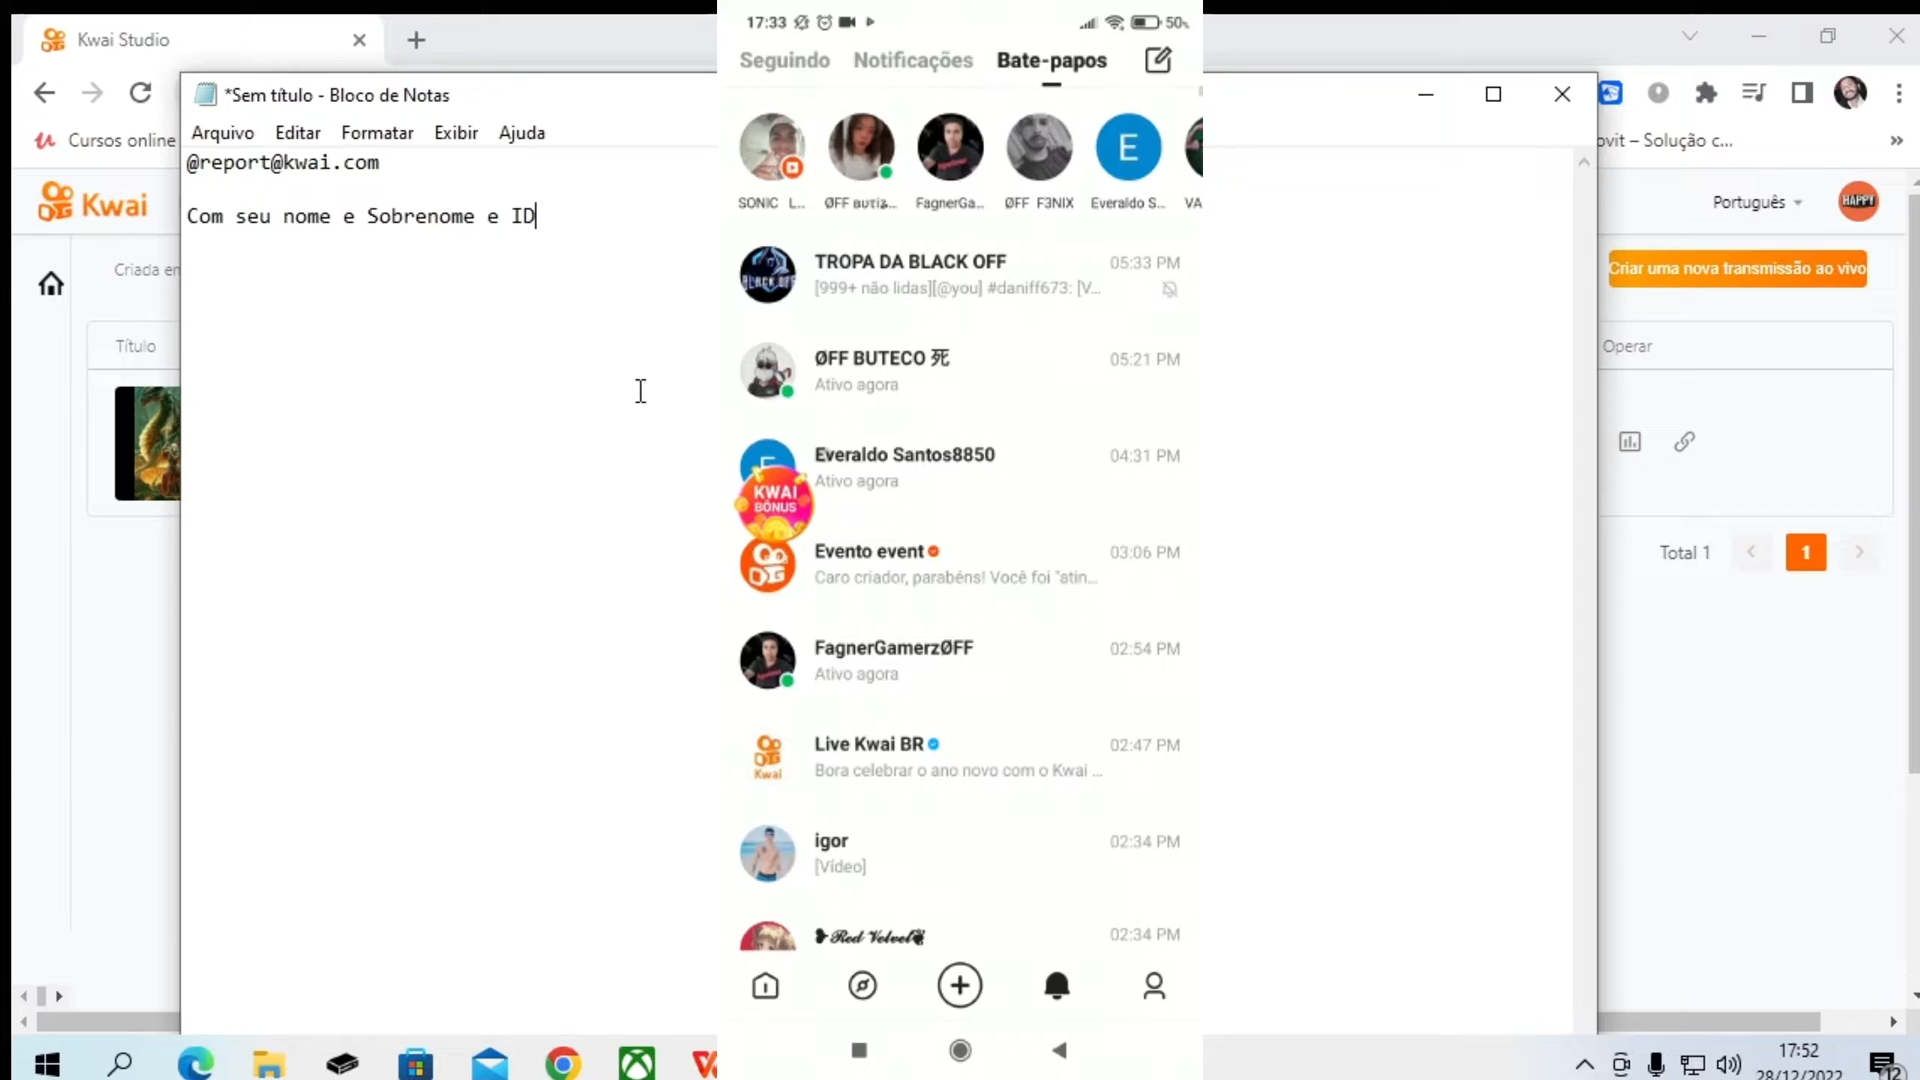 Kwai Studio
Cursos online
ovit – Solução c...
*Sem título - Bloco de Notas
Arquivo Editar Formatar Exibir Ajuda
@report@kwai.com
Com seu nome e Sobrenome e ID
Kwai
Criada em
Título
17:33
50%
Seguindo Notificações Bate-papos
SONIC L... FagnerGa... ØFF F3NIX Everaldo S... VA
E
TROPA DA BLACK OFF 05:33 PM
[999+ não lidas][@you] #daniff673: [V...
BLACK OFF
ØFF BUTECO 死 05:21 PM
Ativo agora
Everaldo Santos8850 04:31 PM
Ativo agora
KWAI
BÔNUS
Evento event 03:06 PM
Caro criador, parabéns! Você foi "atin...
FagnerGamerzØFF 02:54 PM
Ativo agora
Live Kwai BR 02:47 PM
Bora celebrar o ano novo com o Kwai ...
Kwai
igor 02:34 PM
[Vídeo]
Red Velvet 02:34 PM
Português
HAPPY
Criar uma nova transmissão ao vivo
Operar
Total 1
1
17:52
28/12/2022
12